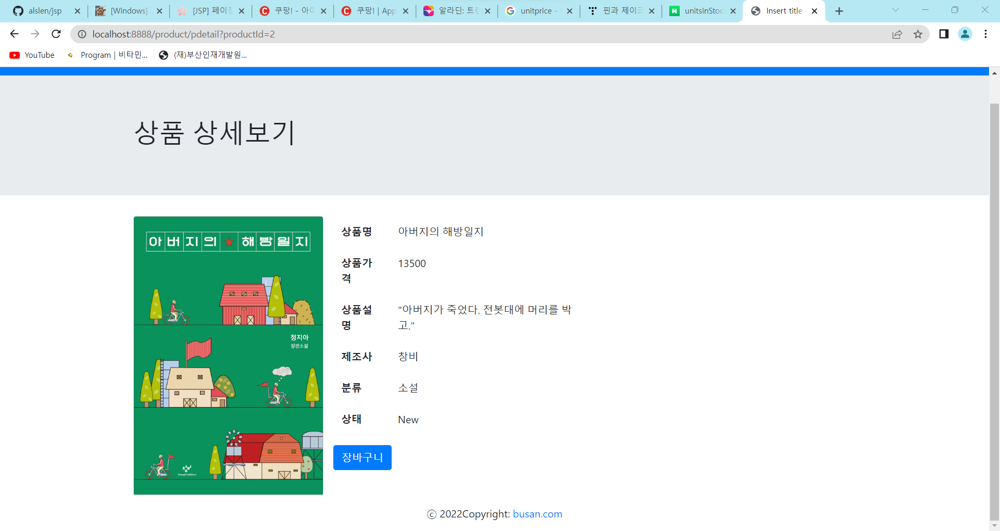 alslen/jsp
[Windows]
[JSP] 페이징
쿠팡! - 아이
쿠팡! | App
알라딘: 트랜
unitprice -
핀과 제이크
unitsInStoc
Insert title
localhost:8888/product/pdetail?productId=2
YouTube
Program | 비타민...
(재)부산인재개발원...
상품 상세보기
아버지의★해방일지
정지아
장편소설
창비
Changbi Publishers
상품명 아버지의 해방일지
상품가 13500
격
상품설 "아버지가 죽었다. 전봇대에 머리를 박
명 고."
제조사 창비
분류 소설
상태 New
장바구니
ⓒ 2022Copyright: busan.com